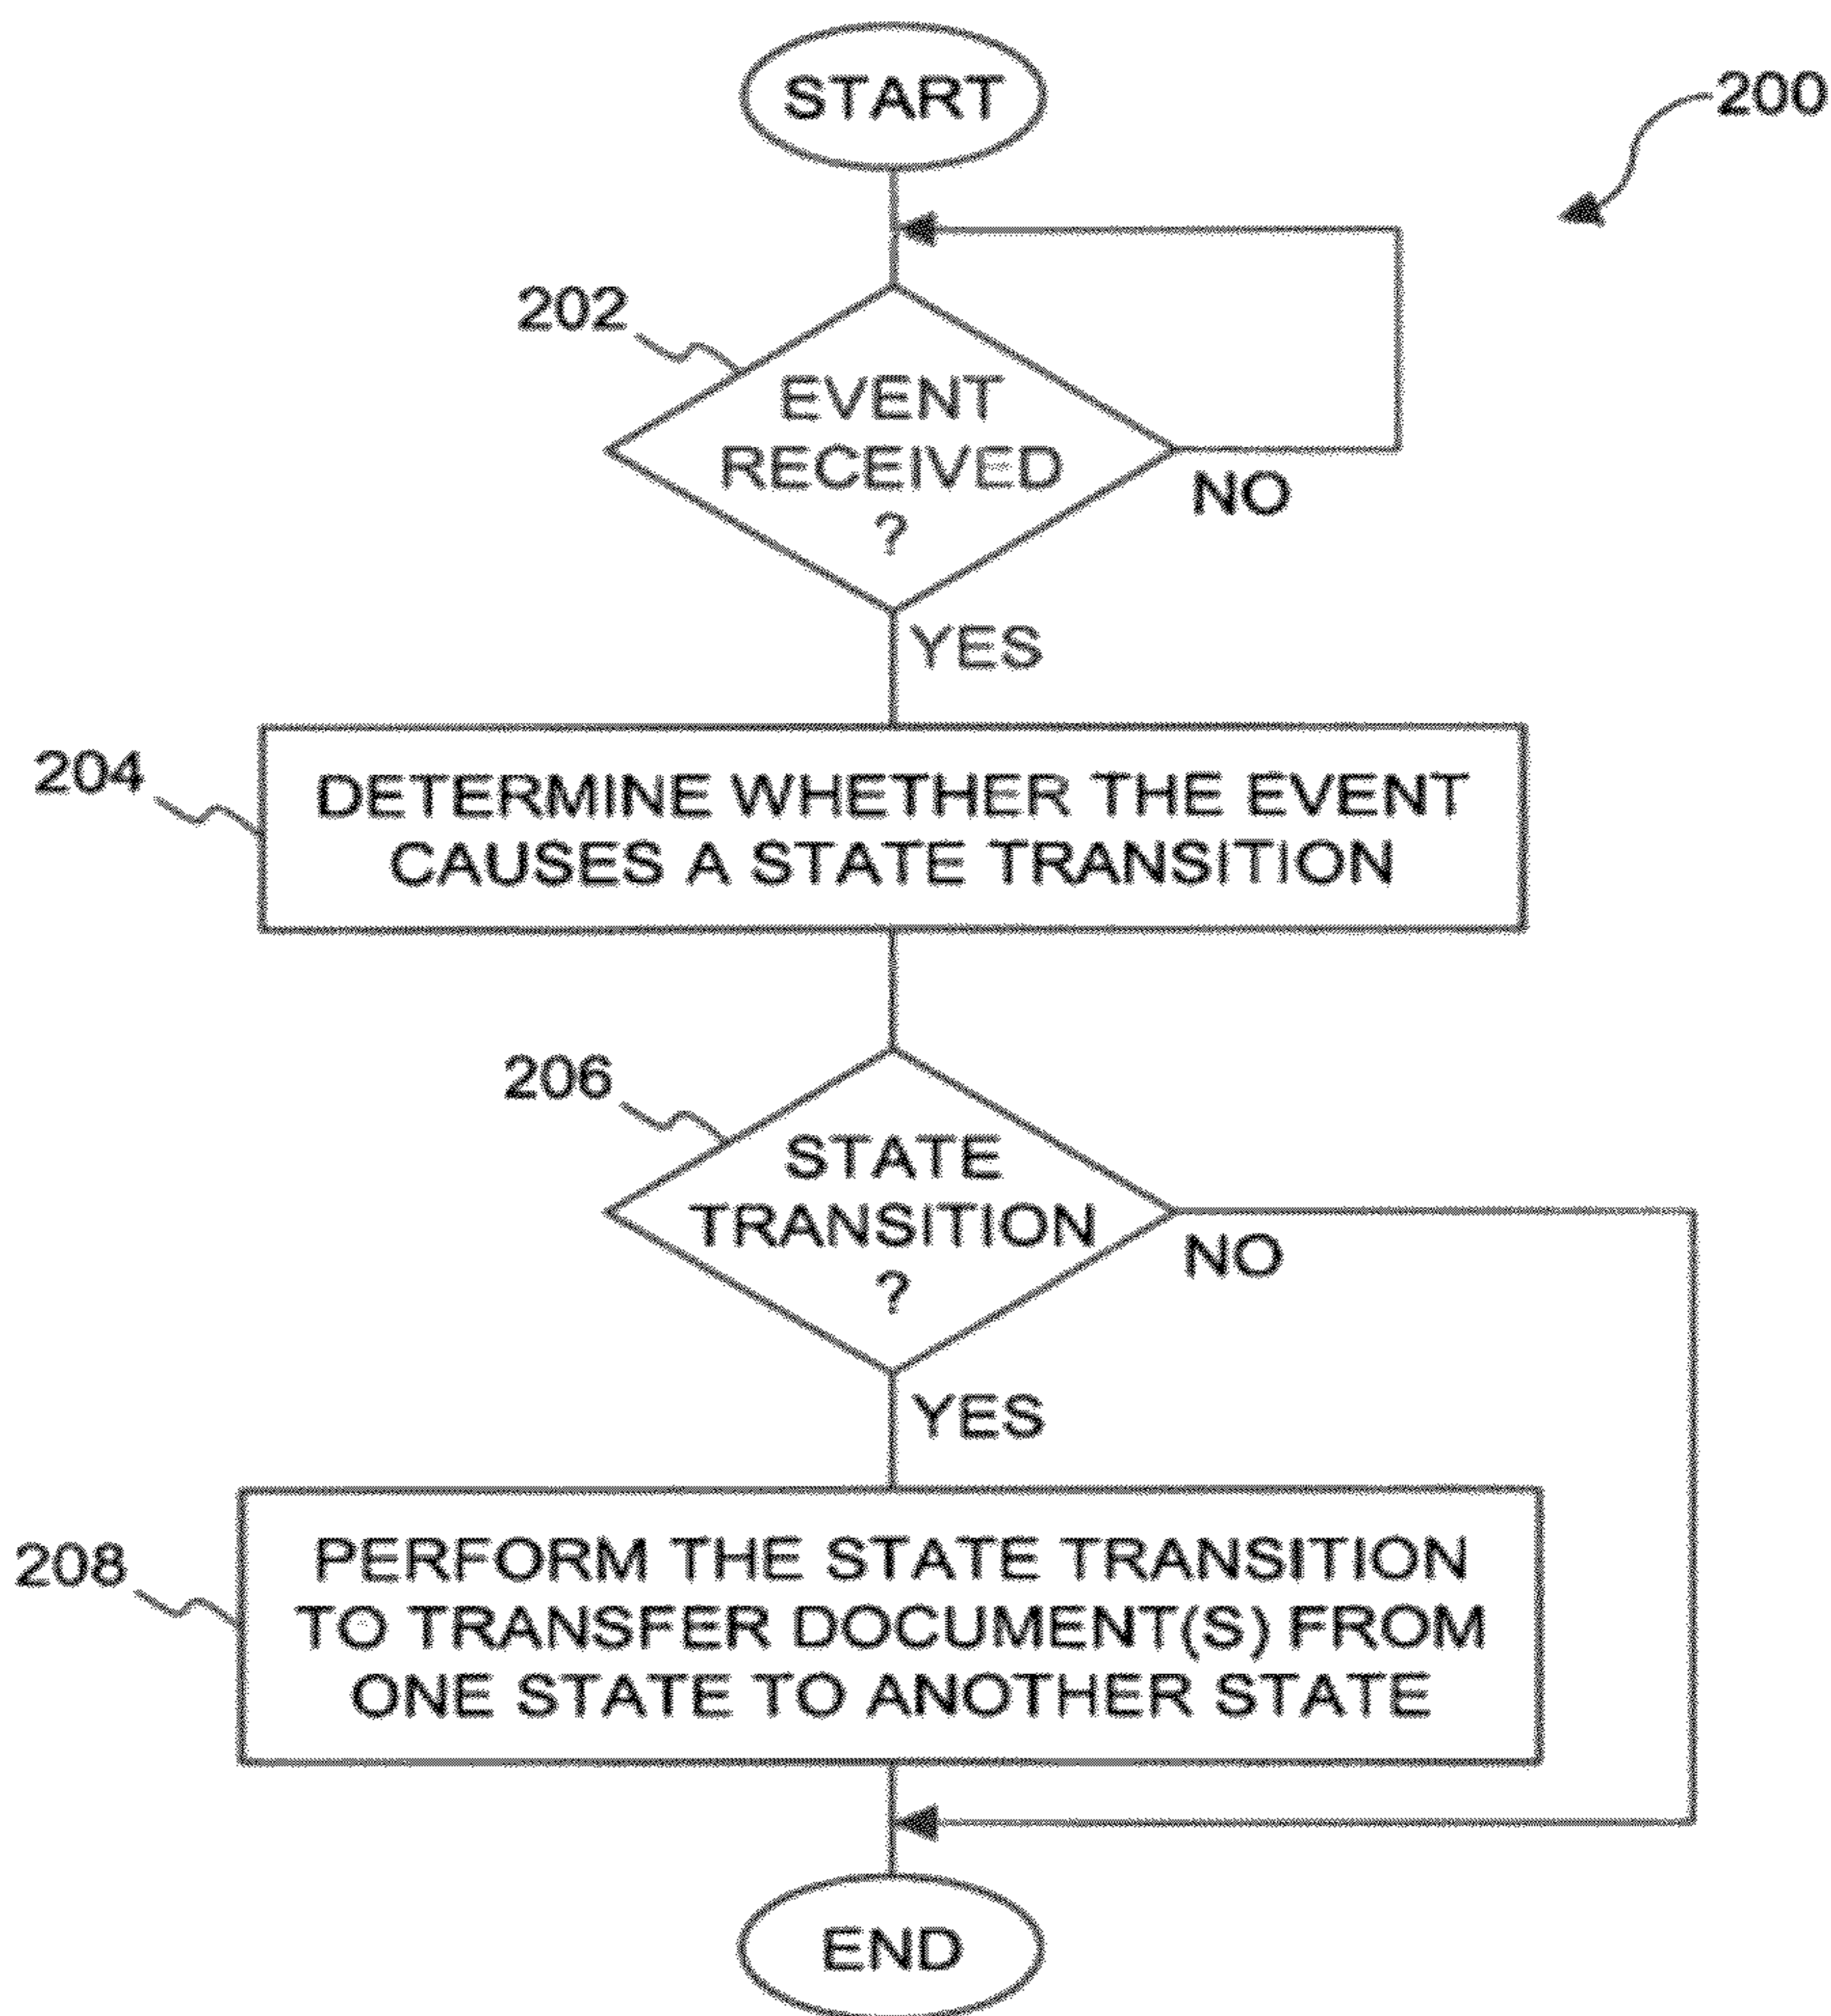 START
200
202
EVENT
RECEIVED
?
NO
YES
204
DETERMINE WHETHER THE EVENT
CAUSES A STATE TRANSITION
206
STATE
TRANSITION
?
NO
YES
208
PERFORM THE STATE TRANSITION
TO TRANSFER DOCUMENT(S) FROM
ONE STATE TO ANOTHER STATE
END